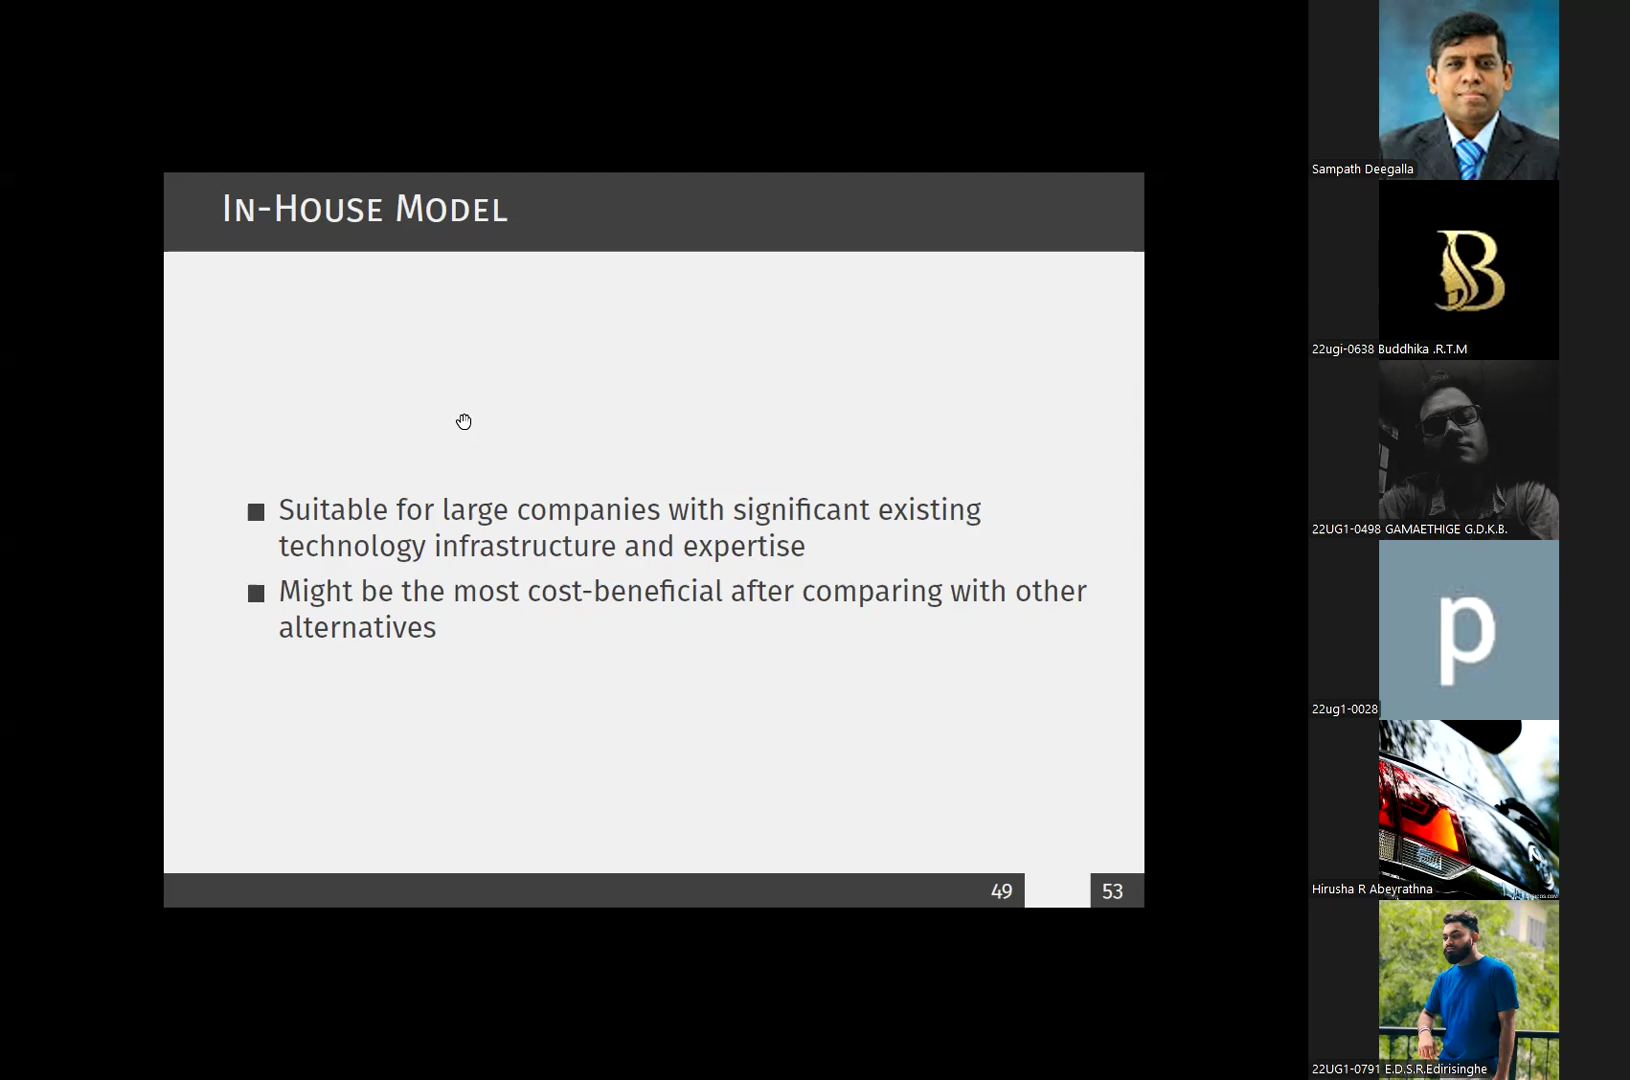 In-House Model
■ Suitable for large companies with significant existing
technology infrastructure and expertise
■ Might be the most cost-beneficial after comparing with other
alternatives
49
53
Sampath Deegalla
B
22ugi-0638 Buddhika .R.T.M
22UG1-0498 GAMAETHIGE G.D.K.B.
p
22ug1-0028
Hirusha R Abeyrathna
22UG1-0791 E.D.S.R.Edirisinghe